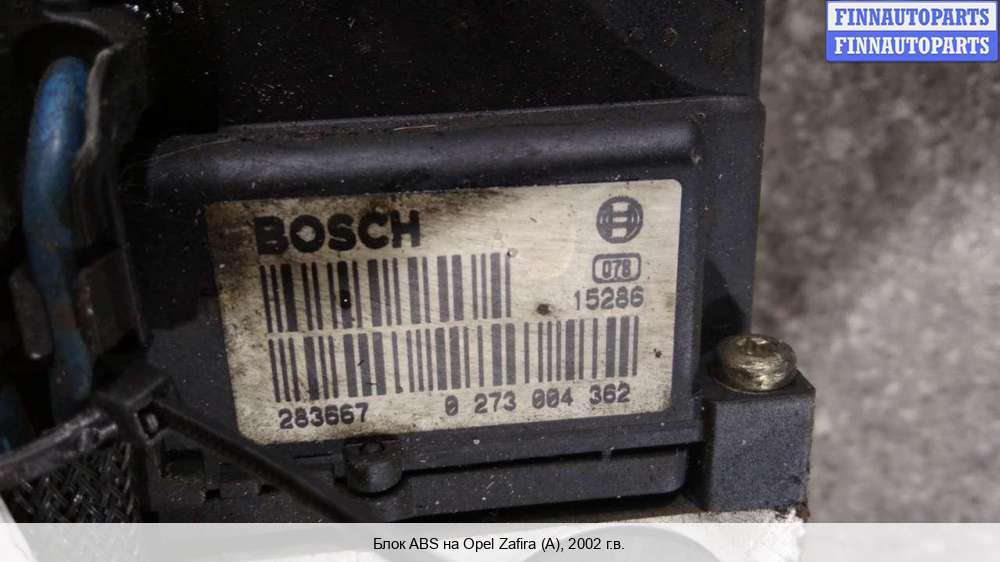 FINNAUTOPARTS
FINNAUTOPARTS
BOSCH
078
15286
283667 0 273 004 362
Блок ABS на Opel Zafira (A), 2002 г.в.